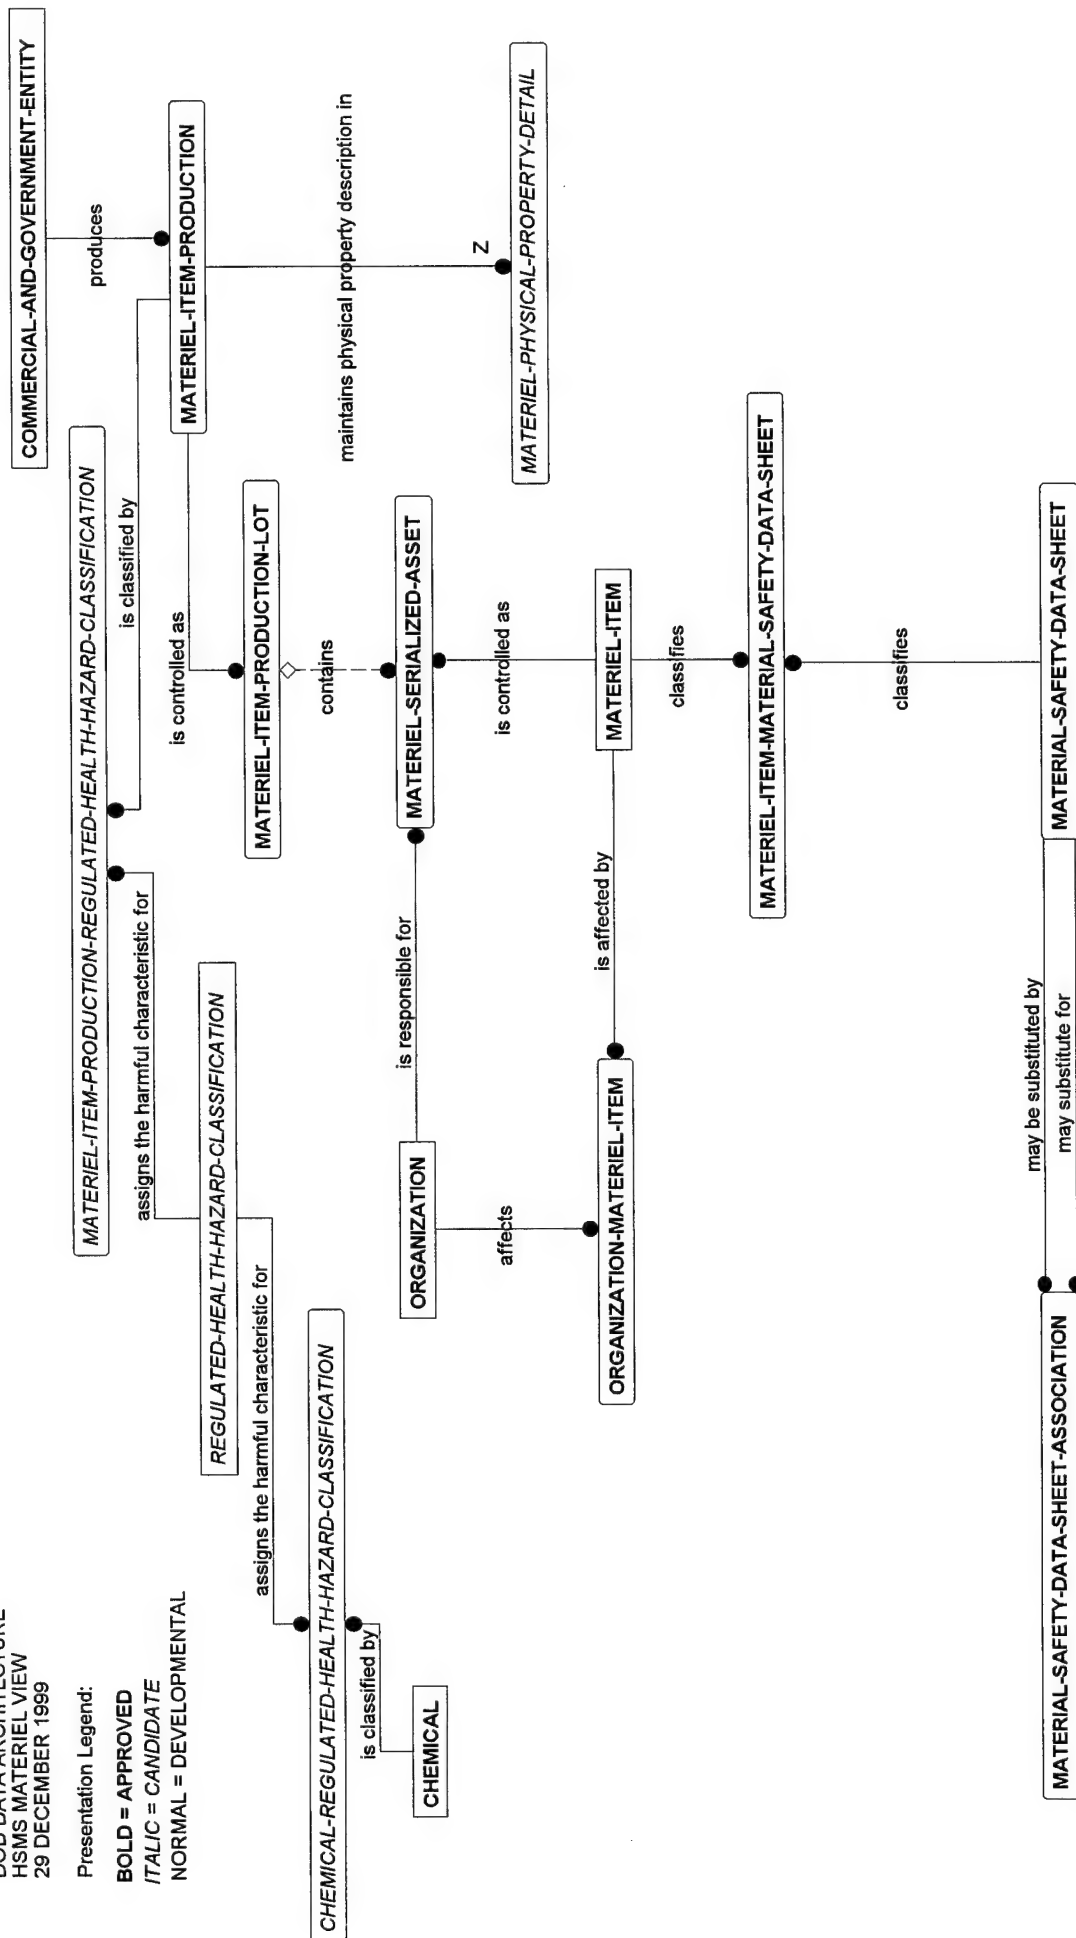 HSMS MATERIEL VIEW
29 DECEMBER 1999
Presentation Legend:
BOLD = APPROVED
ITALIC = CANDIDATE
NORMAL = DEVELOPMENTAL
COMMERCIAL-AND-GOVERNMENT-ENTITY
produces
MATERIEL-ITEM-PRODUCTION-REGULATED-HEALTH-HAZARD-CLASSIFICATION
is classified by
MATERIEL-ITEM-PRODUCTION
assigns the harmful characteristic for
is controlled as
maintains physical property description in
REGULATED-HEALTH-HAZARD-CLASSIFICATION
MATERIEL-ITEM-PRODUCTION-LOT
Z
assigns the harmful characteristic for
contains
CHEMICAL-REGULATED-HEALTH-HAZARD-CLASSIFICATION
MATERIEL-PHYSICAL-PROPERTY-DETAIL
is classified by
CHEMICAL
is responsible for
ORGANIZATION
MATERIEL-SERIALIZED-ASSET
affects
is controlled as
is affected by
ORGANIZATION-MATERIEL-ITEM
MATERIEL-ITEM
classifies
MATERIEL-ITEM-MATERIAL-SAFETY-DATA-SHEET
classifies
may be substituted by
may substitute for
MATERIAL-SAFETY-DATA-SHEET-ASSOCIATION
MATERIAL-SAFETY-DATA-SHEET